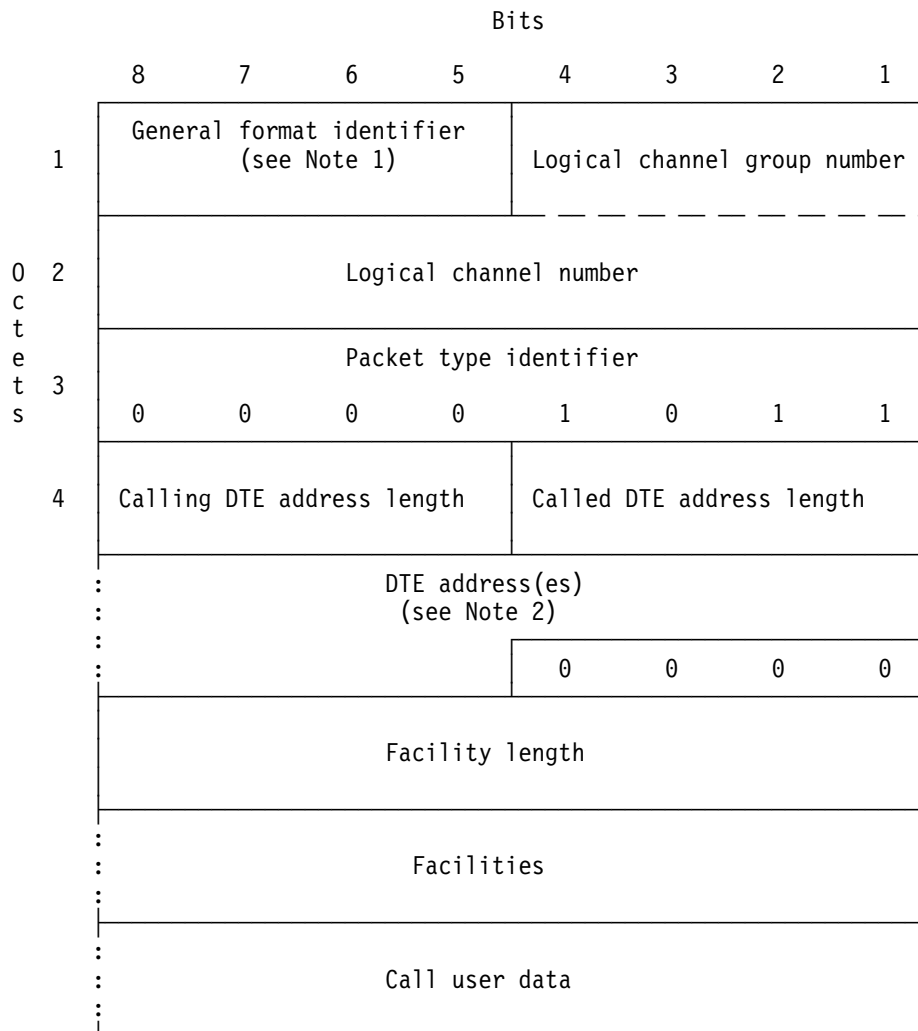 Bits
8 7 6 5 4 3 2 1
General format identifier
(see Note 1)
1
Logical channel group number
O
c
t
e
t
s
2
Logical channel number
Packet type identifier
3
0 0 0 0 1 0 1 1
4
Calling DTE address length
Called DTE address length
DTE address(es)
(see Note 2)
0 0 0 0
Facility length
Facilities
Call user data